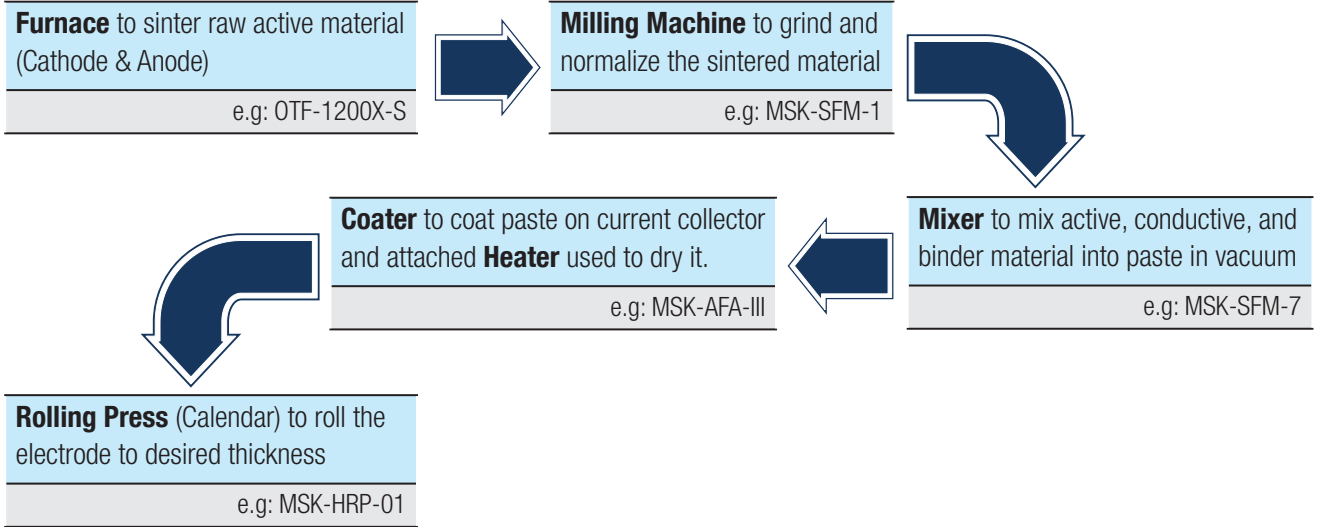 Furnace to sinter raw active material
(Cathode & Anode)
e.g: OTF-1200X-S
Milling Machine to grind and
normalize the sintered material
e.g: MSK-SFM-1
Mixer to mix active, conductive, and
binder material into paste in vacuum
e.g: MSK-SFM-7
Coater to coat paste on current collector
and attached Heater used to dry it.
e.g: MSK-AFA-III
Rolling Press (Calendar) to roll the
electrode to desired thickness
e.g: MSK-HRP-01